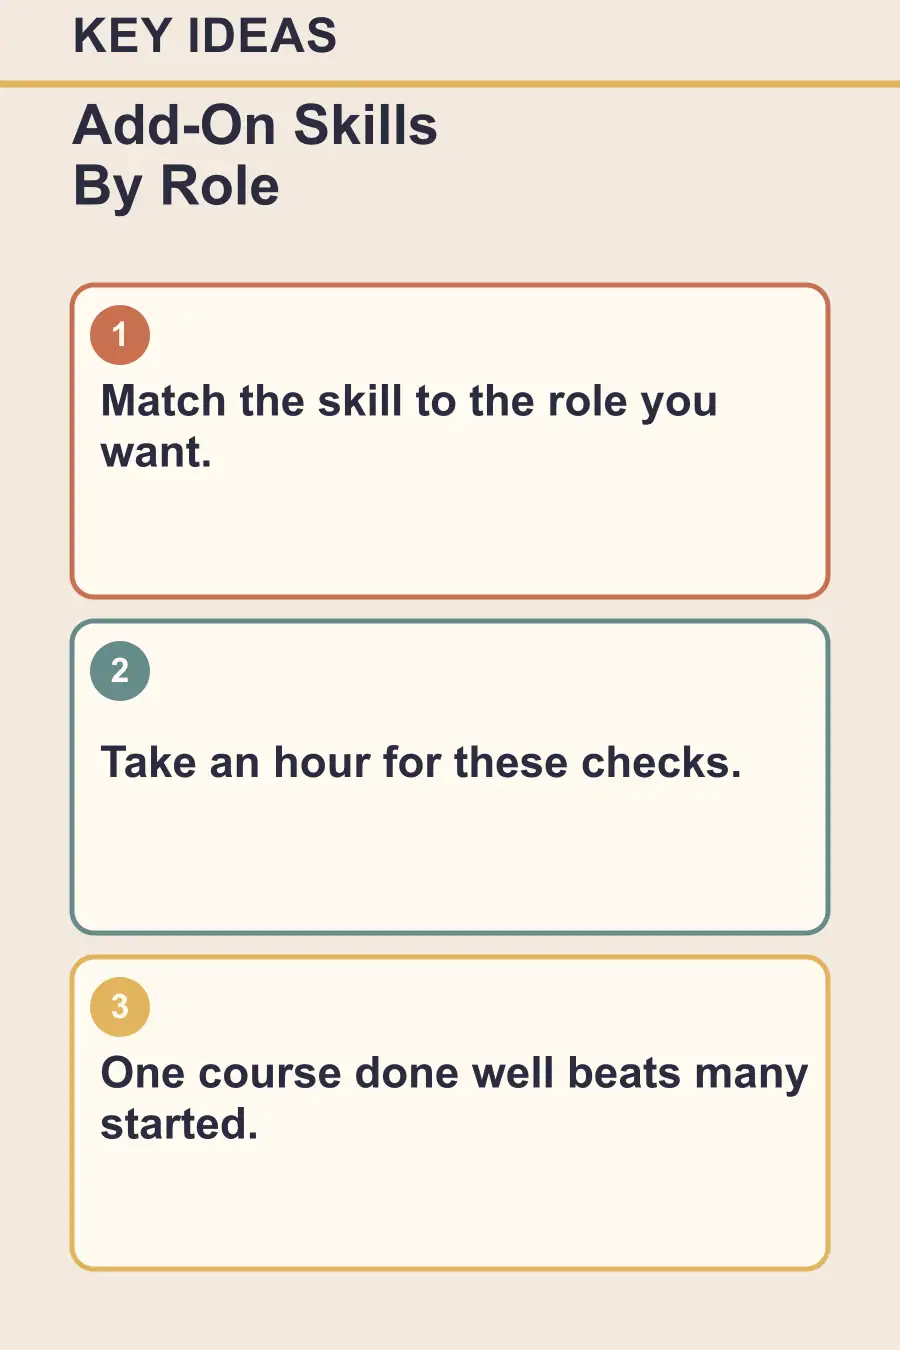 KEY IDEAS
Add-On Skills
By Role
1
Match the skill to the role you
want.
2
Take an hour for these checks.
3
One course done well beats many
started.